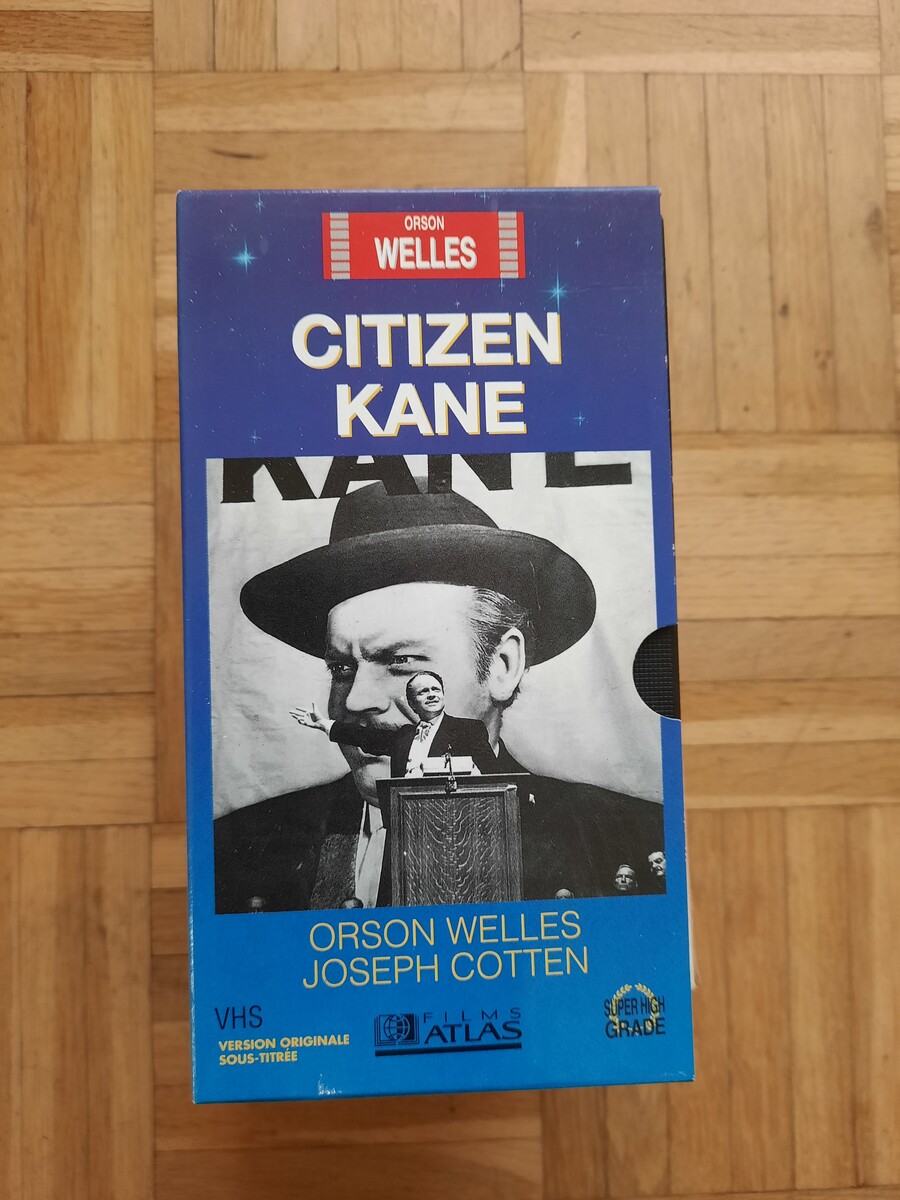 ORSON
WELLES
CITIZEN
KANE
KANE
ORSON WELLES
JOSEPH COTTEN
VHS
VERSION ORIGINALE
SOUS-TITRÉE
FILMS
ATLAS
SUPER HIGH
GRADE